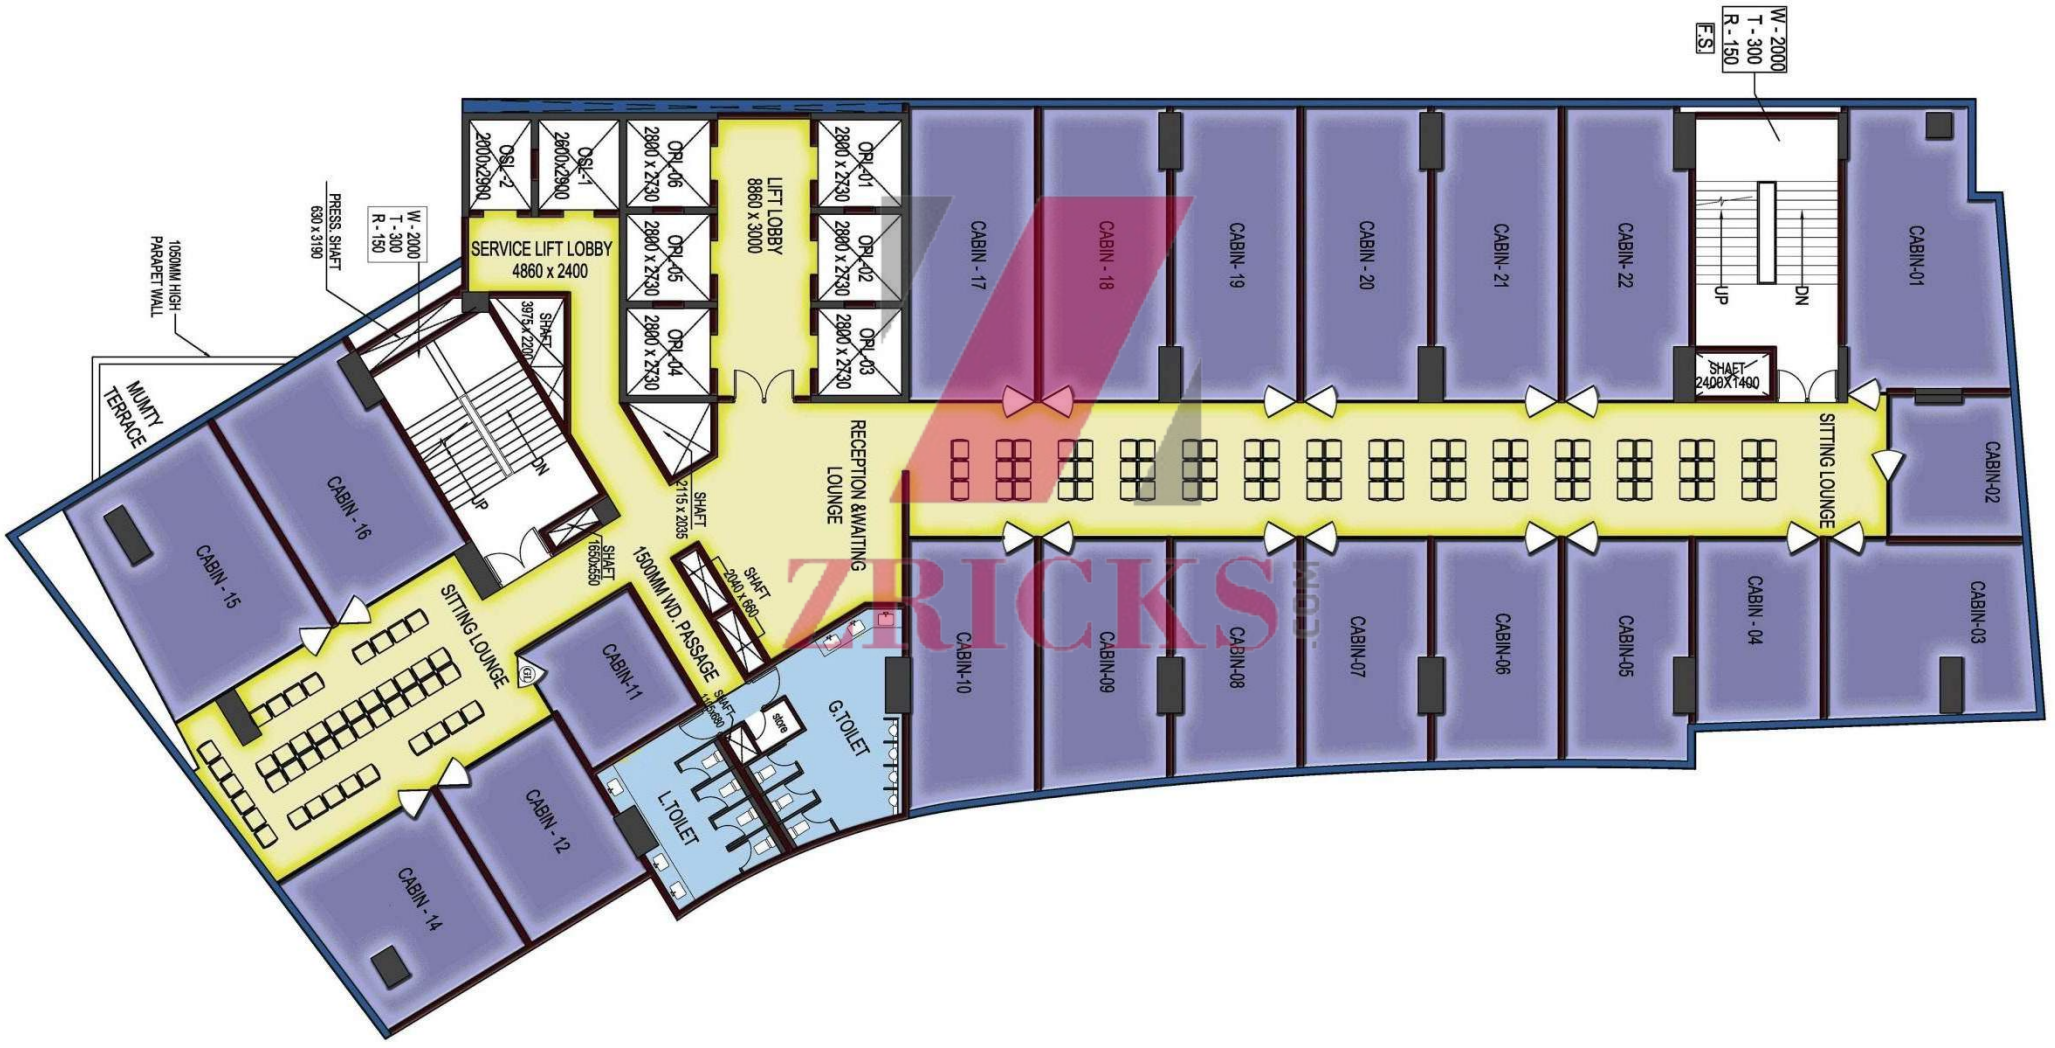 W - 2000
T - 300
R - 150
F.S.
OSL-2
2000x2900
OSL-1
2600x2900
OPL-06
2800 x 2730
OPL-05
2800 x 2730
OPL-04
2800 x 2730
LIFT LOBBY
8860 x 3000
OPL-01
2800 x 2730
OPL-02
2800 x 2730
OPL-03
2800 x 2730
SERVICE LIFT LOBBY
4860 x 2400
CABIN - 17
CABIN - 18
CABIN- 19
CABIN- 20
CABIN- 21
CABIN- 22
UP
DN
SHAFT
2400X1400
CABIN-01
CABIN-02
SITTING LOUNGE
CABIN-03
CABIN - 04
CABIN-05
CABIN-06
CABIN-07
CABIN-08
CABIN-09
CABIN-10
RECEPTION &WAITING
LOUNGE
W - 2000
T - 300
R - 150
PRESS. SHAFT
630 x 3190
1050MM HIGH
PARAPET WALL
MUMTY
TERRACE
SHAFT
3975 x 2200
DN
UP
SHAFT
2115 x 2035
SHAFT
1650x550
1500MM WD. PASSAGE
SHAFT
2040 x 660
CABIN - 16
CABIN - 15
SITTING LOUNGE
CABIN-11
CABIN - 12
CABIN - 14
store
G.TOILET
L.TOILET
SHAFT
ZRICKS
.COM